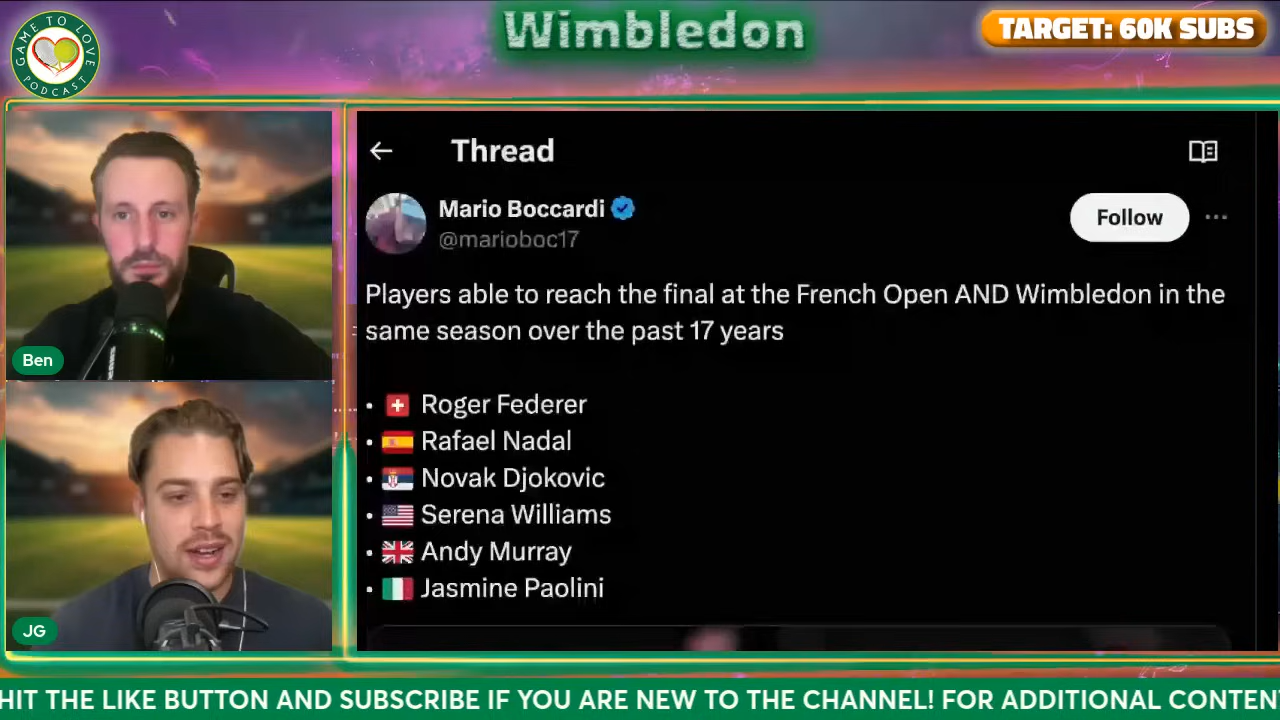 GAME TO LOVE
PODCAST
Wimbledon
TARGET: 60K SUBS
Thread
Mario Boccardi
@marioboc17
Follow
Players able to reach the final at the French Open AND Wimbledon in the
same season over the past 17 years
• Roger Federer
• Rafael Nadal
• Novak Djokovic
• Serena Williams
• Andy Murray
• Jasmine Paolini
Ben
JG
HIT THE LIKE BUTTON AND SUBSCRIBE IF YOU ARE NEW TO THE CHANNEL! FOR ADDITIONAL CONTEN